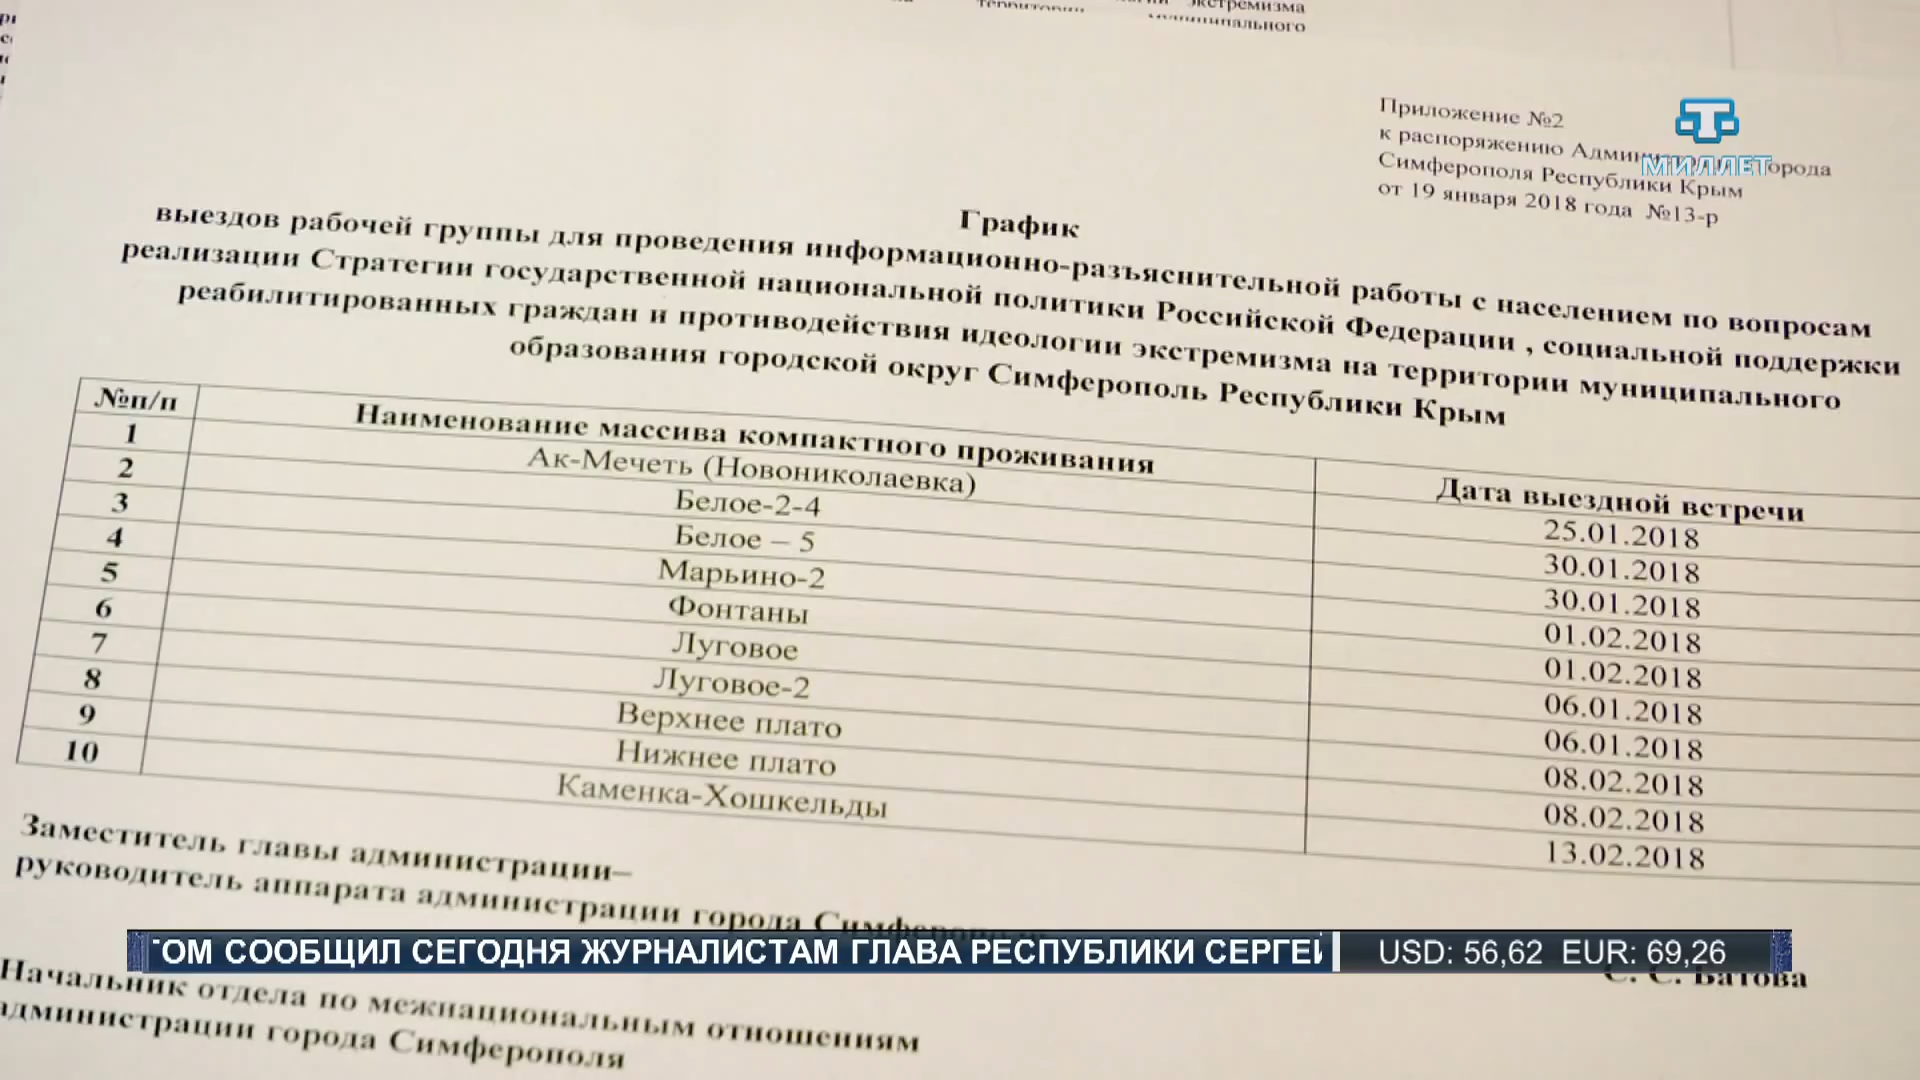 экстремизма
муниципального
Приложение №2
к распоряжению города
МИЛЛЕТ
Симферополя Республики Крым
от 19 января 2018 года №13-р
График
выездов рабочей группы для проведения информационно-разъяснительной работы с населением по вопросам
реализации Стратегии государственной национальной политики Российской Федерации , социальной поддержки
реабилитированных граждан и противодействия идеологии экстремизма на территории муниципального
образования городской округ Симферополь Республики Крым
№п/п Наименование массива компактного проживания Дата выездной встречи
1 Ак-Мечеть (Новониколаевка) 25.01.2018
2 Белое-2-4 30.01.2018
3 Белое – 5 30.01.2018
4 Марьино-2 01.02.2018
5 Фонтаны 01.02.2018
6 Луговое 06.01.2018
7 Луговое-2 06.01.2018
8 Верхнее плато 08.02.2018
9 Нижнее плато 08.02.2018
10 Каменка-Хошкельды 13.02.2018
Заместитель главы администрации–
руководитель аппарата администрации города
ТОМ СООБЩИЛ СЕГОДНЯ ЖУРНАЛИСТАМ ГЛАВА РЕСПУБЛИКИ СЕРГЕЙ USD: 56,62 EUR: 69,26
С. С. Батова
Начальник отдела по межнациональным отношениям
администрации города Симферополя